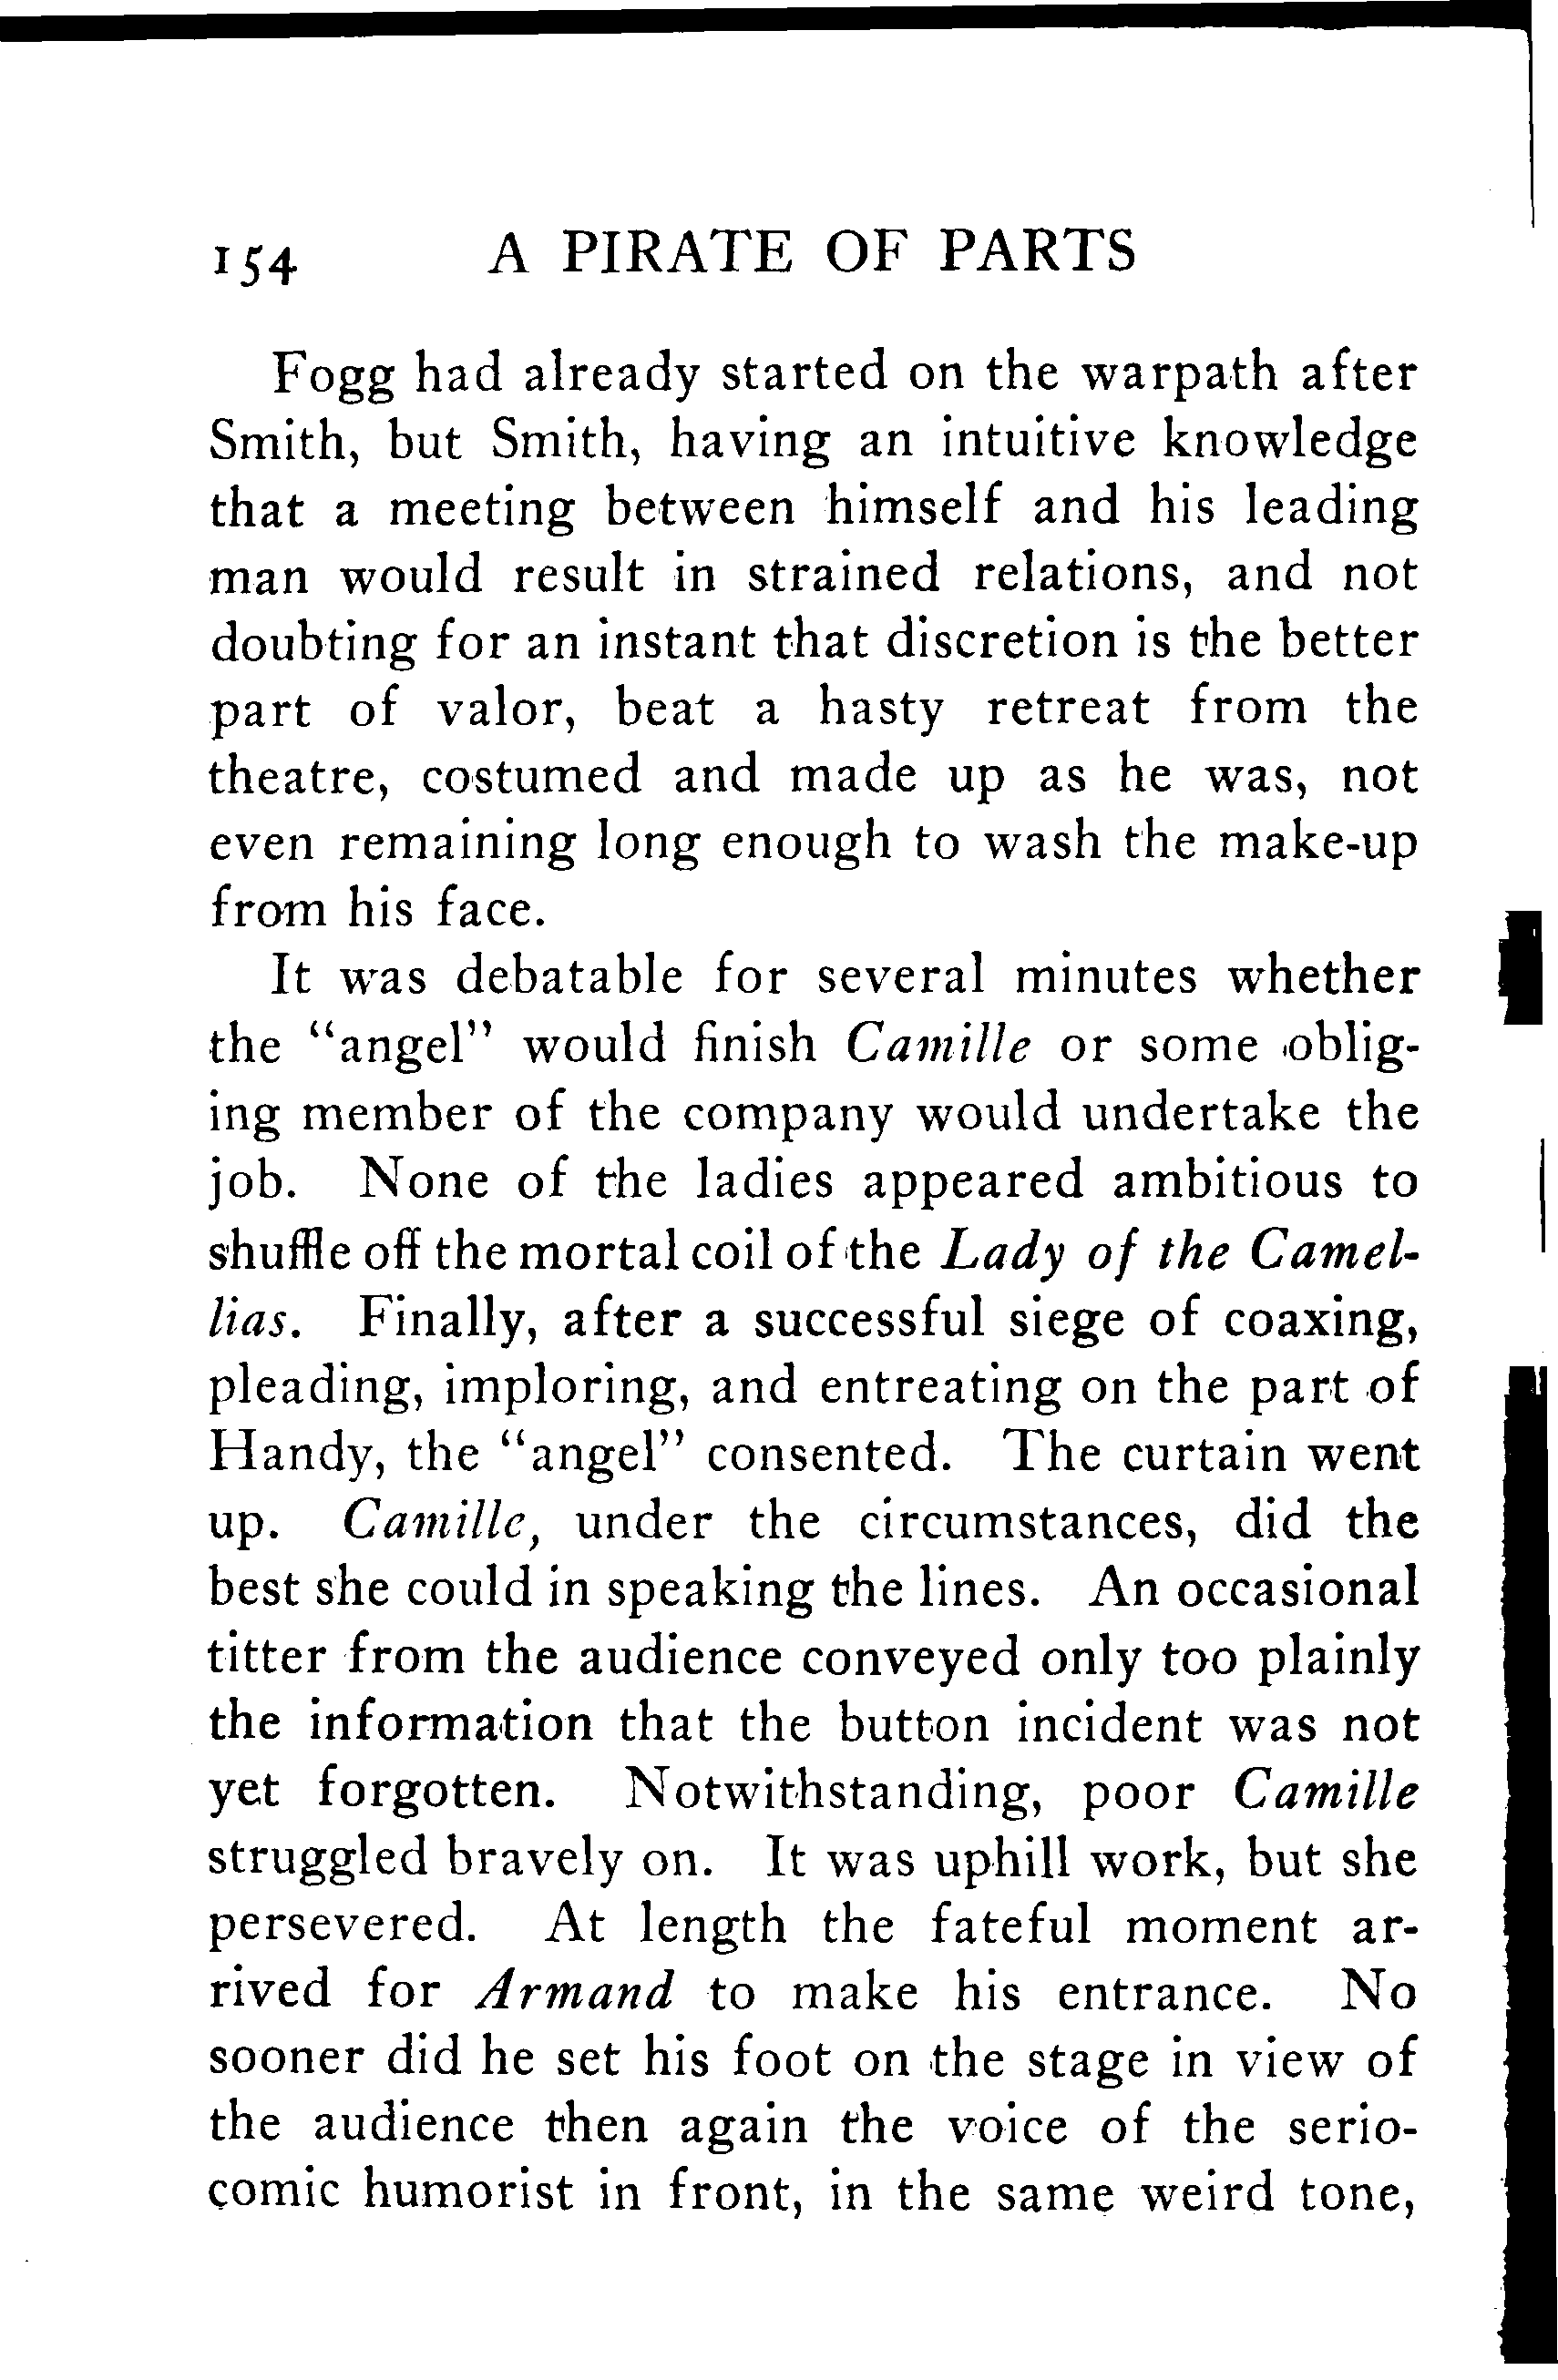 154 A PIRATE OF PARTS
Fogg had already started on the warpath after
Smith, but Smith, having an intuitive knowledge
that a meeting between himself and his leading
man would result in strained relations, and not
doubting for an instant that discretion is the better
part of valor, beat a hasty retreat from the
theatre, costumed and made up as he was, not
even remaining long enough to wash the make-up
from his face.
It was debatable for several minutes whether
the "angel" would finish Camille or some oblig-
ing member of the company would undertake the
job. None of the ladies appeared ambitious to
shuffle off the mortal coil of the Lady of the Camel-
lias. Finally, after a successful siege of coaxing,
pleading, imploring, and entreating on the part of
Handy, the "angel" consented. The curtain went
up. Camille, under the circumstances, did the
best she could in speaking the lines. An occasional
titter from the audience conveyed only too plainly
the information that the button incident was not
yet forgotten. Notwithstanding, poor Camille
struggled bravely on. It was uphill work, but she
persevered. At length the fateful moment ar-
rived for Armand to make his entrance. No
sooner did he set his foot on the stage in view of
the audience then again the voice of the serio-
comic humorist in front, in the same weird tone,